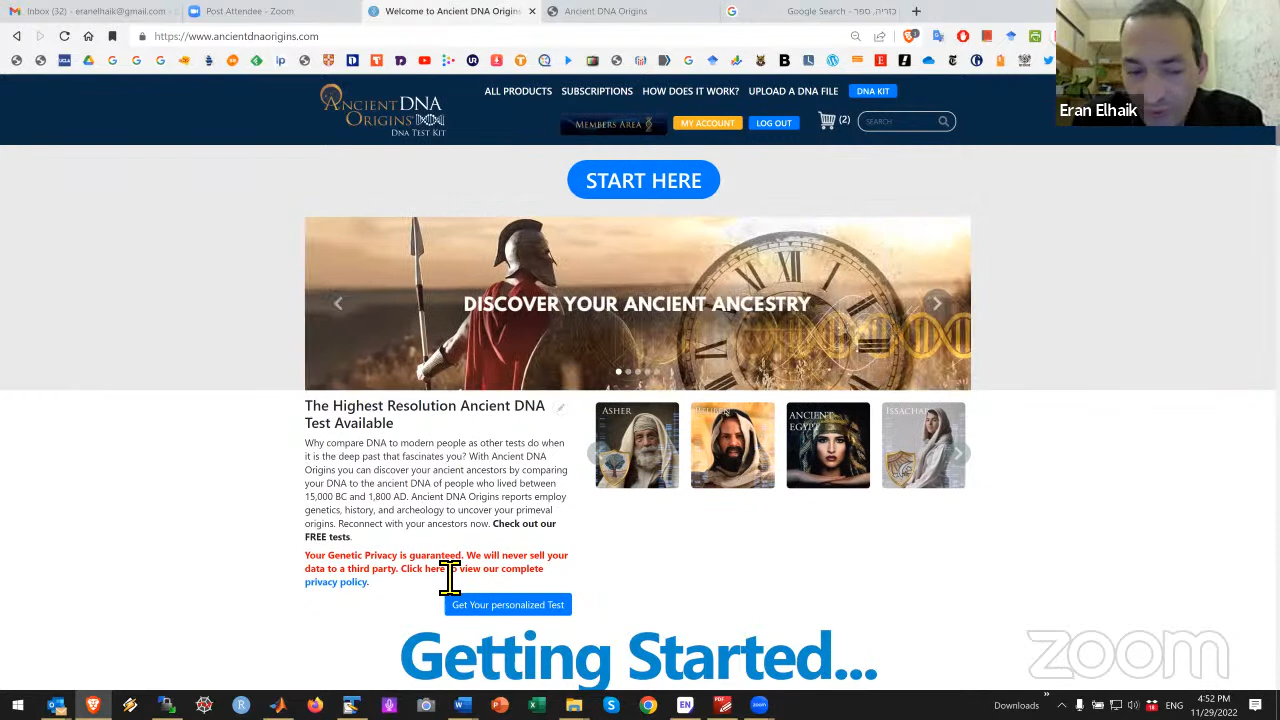 Inbox - eranelhaik@gmail.com
Post Attendee - Zoom
Welcome to Ancient DNA Origins
Ancient DNA Origins
Google Search - חרכות-ספר
https://www.ancientdnaorigins.com
Eran Elhaik
ANCIENT DNA
ORIGINS
DNA TEST KIT
ALL PRODUCTS SUBSCRIPTIONS HOW DOES IT WORK? UPLOAD A DNA FILE DNA KIT
MEMBERS AREA MY ACCOUNT LOG OUT (2) SEARCH
START HERE
DISCOVER YOUR ANCIENT ANCESTRY
The Highest Resolution Ancient DNA
Test Available
Why compare DNA to modern people as other tests do when
it is the deep past that fascinates you? With Ancient DNA
Origins you can discover your ancient ancestors by comparing
your DNA to the ancient DNA of people who lived between
15,000 BC and 1,800 AD. Ancient DNA Origins reports employ
genetics, history, and archeology to uncover your primeval
origins. Reconnect with your ancestors now. Check out our
FREE tests.
Your Genetic Privacy is guaranteed. We will never sell your
data to a third party. Click here to view our complete
privacy policy.
Get Your personalized Test
ASHER
REUBEN
ANCIENT
EGYPT
ISSACHAR
Getting Started...
zoom
Downloads
ENG
4:52 PM
11/29/2022